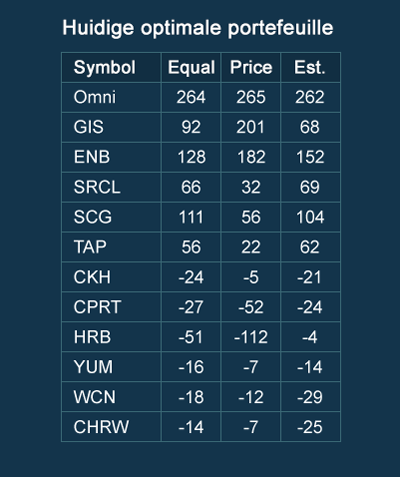 Huidige optimale portefeuille
Symbol Equal Price Est.
Omni 264 265 262
GIS 92 201 68
ENB 128 182 152
SRCL 66 32 69
SCG 111 56 104
TAP 56 22 62
CKH -24 -5 -21
CPRT -27 -52 -24
HRB -51 -112 -4
YUM -16 -7 -14
WCN -18 -12 -29
CHRW -14 -7 -25